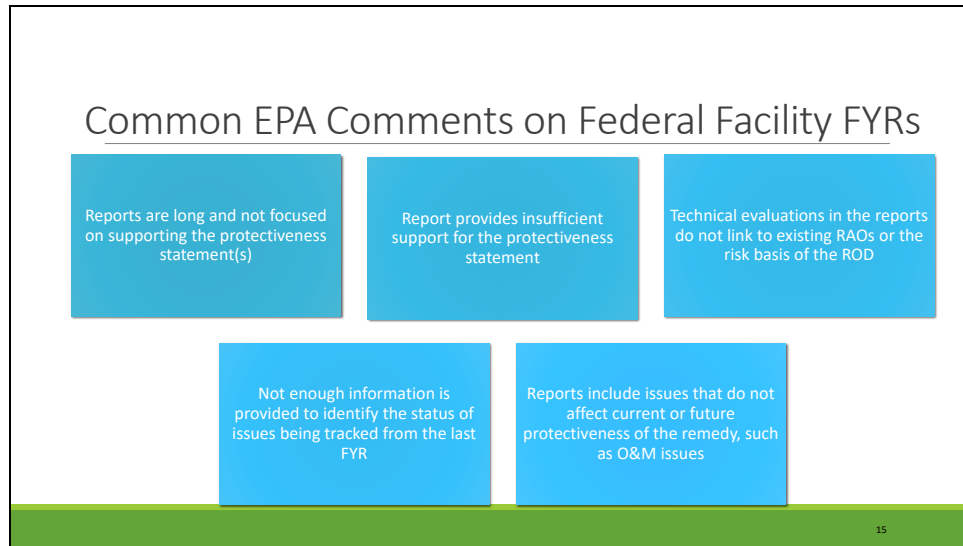 Common EPA Comments on Federal Facility FYRs
Reports are long and not focused
on supporting the protectiveness
statement(s)
Report provides insufficient
support for the protectiveness
statement
Technical evaluations in the reports
do not link to existing RAOs or the
risk basis of the ROD
Not enough information is
provided to identify the status of
issues being tracked from the last
FYR
Reports include issues that do not
affect current or future
protectiveness of the remedy, such
as O&M issues
15